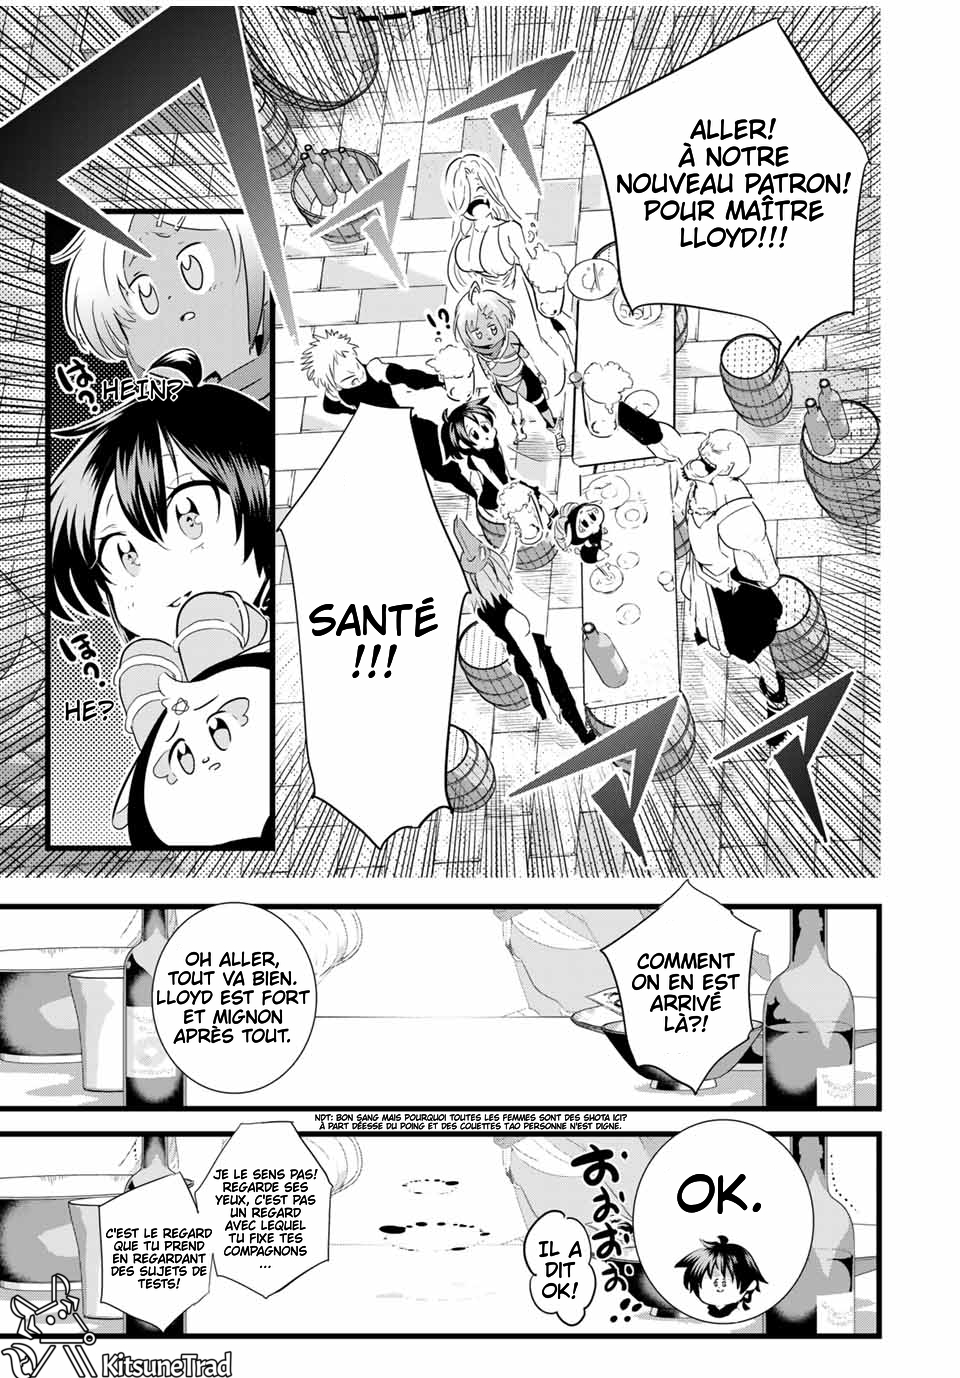 ALLER!
À NOTRE
NOUVEAU PATRON!
POUR MAÎTRE
LLOYD!!!
!?
は?
HEIN?
SANTÉ
!!!
ほ?
HE?
COMMENT
ON EN EST
ARRIVÉ
LÀ?!
OH ALLER,
TOUT VA BIEN.
LLOYD EST FORT
ET MIGNON
APRÈS TOUT.
NDT: BON SANG MAIS POURQUOI TOUTES LES FEMMES SONT DES SHOTA ICI?
À PART DÉESSE DU POING ET DES COUETTES TAO PERSONNE N'EST DIGNE.
OK.
おおおお…
IL A
DIT
OK!
JE LE SENS PAS!
REGARDE SES
YEUX, C'EST PAS
UN REGARD
AVEC LEQUEL
TU FIXE TES
COMPAGNONS
...
C'EST LE REGARD
QUE TU PREND
EN REGARDANT
DES SUJETS DE
TESTS!
KitsuneTrad